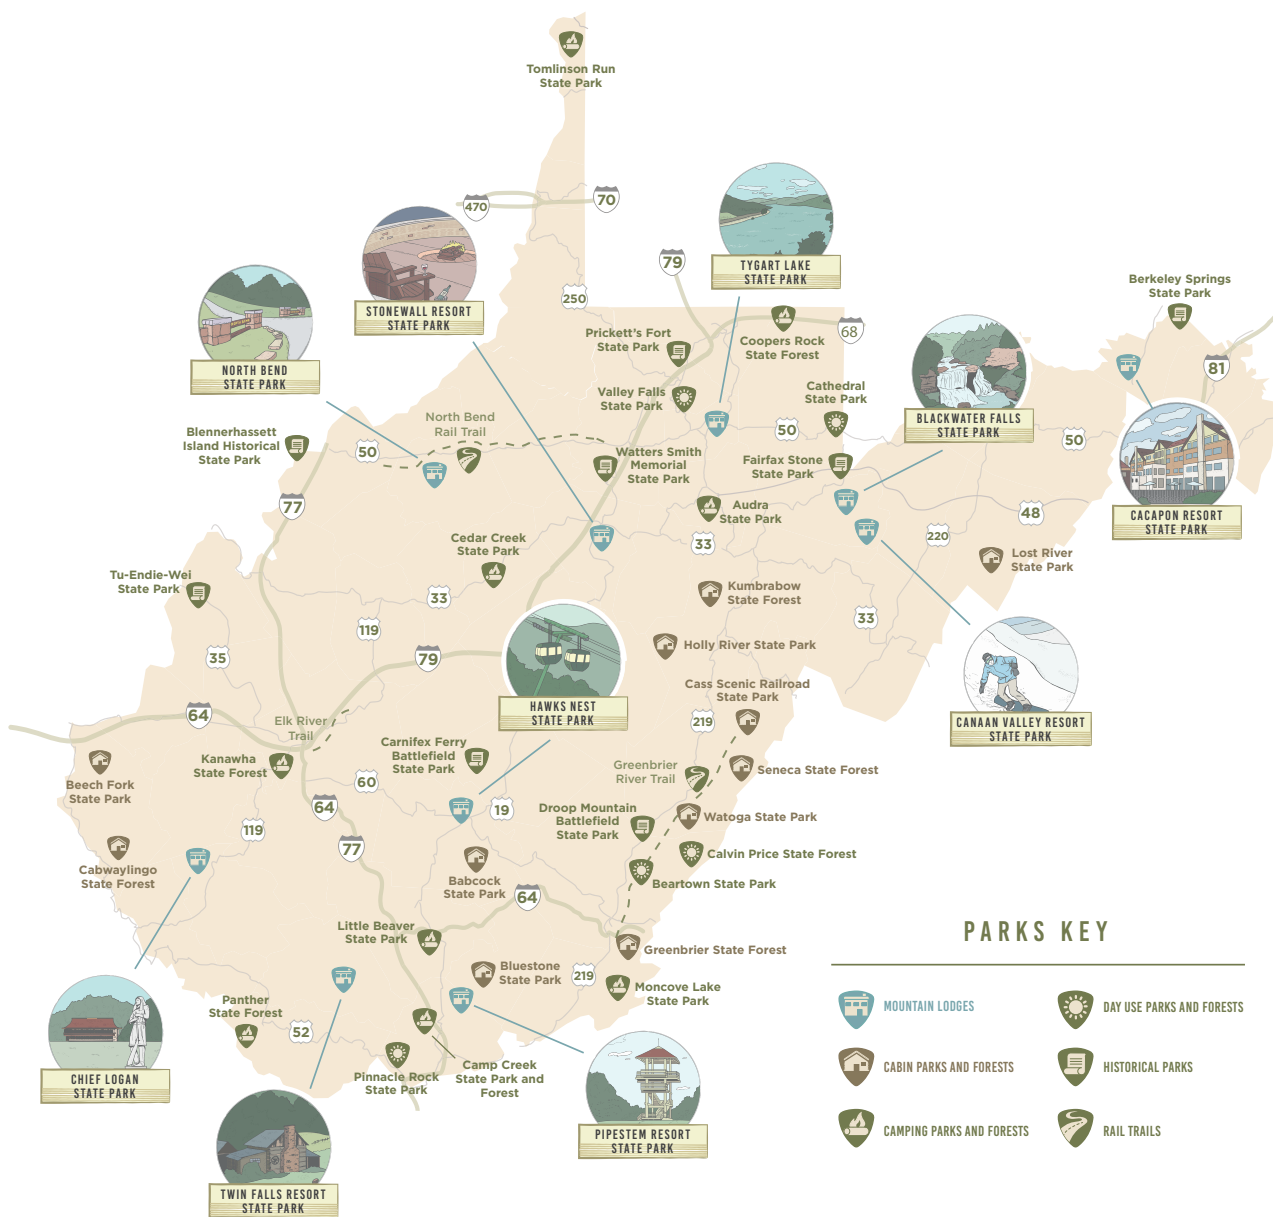 Tomlinson Run
State Park
470
70
TYGART LAKE
STATE PARK
79
STONEWALL RESORT
STATE PARK
250
Berkeley Springs
State Park
NORTH BEND
STATE PARK
Prickett's Fort
State Park
Coopers Rock
State Forest
68
81
Valley Falls
State Park
Cathedral
State Park
BLACKWATER FALLS
STATE PARK
North Bend
Rail Trail
Blennerhassett
Island Historical
State Park
50
50
50
Watters Smith
Memorial
State Park
Fairfax Stone
State Park
77
Audra
State Park
48
CACAPON RESORT
STATE PARK
Cedar Creek
State Park
33
220
Lost River
State Park
Tu-Endie-Wei
State Park
33
Kumbrabow
State Forest
33
119
35
79
Holly River State Park
HAWKS NEST
STATE PARK
Cass Scenic Railroad
State Park
219
CANAAN VALLEY RESORT
STATE PARK
64
Elk River
Trail
Carnifex Ferry
Battlefield
State Park
Kanawha
State Forest
Beech Fork
State Park
60
Greenbrier
River Trail
Seneca State Forest
64
19
Droop Mountain
Battlefield
State Park
Watoga State Park
119
77
Cabwaylingo
State Forest
Calvin Price State Forest
Babcock
State Park
Beartown State Park
64
Little Beaver
State Park
Greenbrier State Forest
Bluestone
State Park
219
Moncove Lake
State Park
Panther
State Forest
52
Pinnacle Rock
State Park
Camp Creek
State Park and
Forest
CHIEF LOGAN
STATE PARK
PIPESTEM RESORT
STATE PARK
TWIN FALLS RESORT
STATE PARK
PARKS KEY
MOUNTAIN LODGES
DAY USE PARKS AND FORESTS
CABIN PARKS AND FORESTS
HISTORICAL PARKS
CAMPING PARKS AND FORESTS
RAIL TRAILS